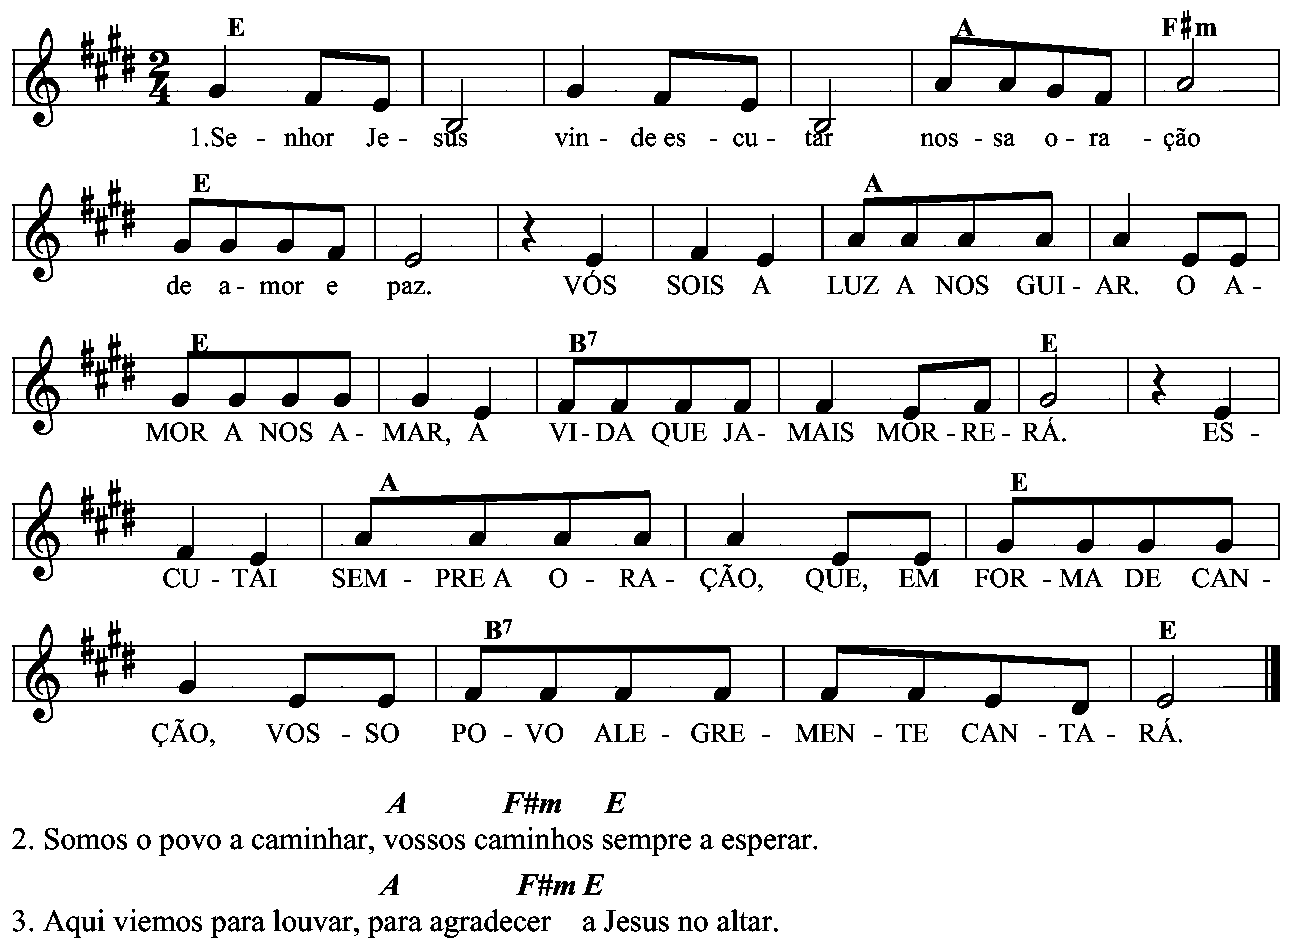 E A F#m
2
4
1.Se - nhor Je - sus vin - de es - cu - tar nos - sa o - ra - ção
E A
de a - mor e paz. VÓS SOIS A LUZ A NOS GUI - AR. O A -
E B7 E
MOR A NOS A - MAR, A VI - DA QUE JA - MAIS MOR - RE - RÁ. ES -
A E
CU - TAI SEM - PRE A O - RA - ÇÃO, QUE, EM FOR - MA DE CAN -
B7 E
ÇÃO, VOS - SO PO - VO ALE - GRE - MEN - TE CAN - TA - RÁ.
A F#m E
2. Somos o povo a caminhar, vossos caminhos sempre a esperar.
A F#m E
3. Aqui viemos para louvar, para agradecer a Jesus no altar.